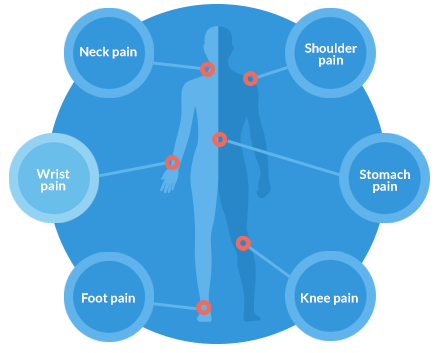 Neck pain
Shoulder
pain
Wrist
pain
Stomach
pain
Foot pain
Knee pain